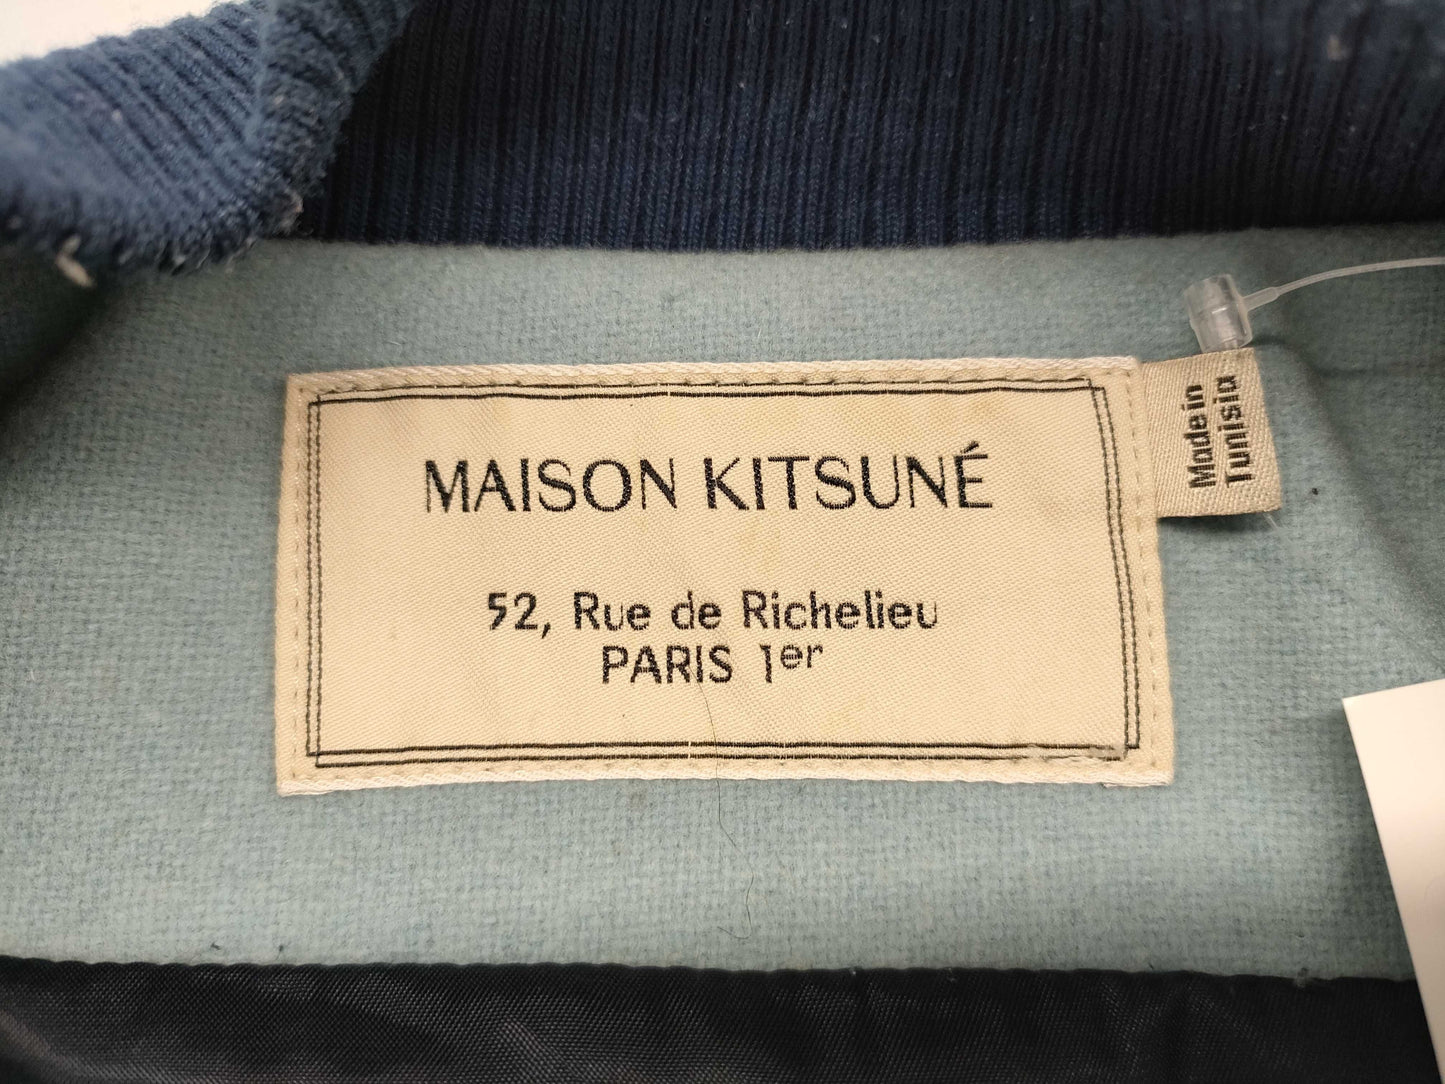 MAISON KITSUNÉ
52, Rue de Richelieu
PARIS 1er
Made in
Tunisia